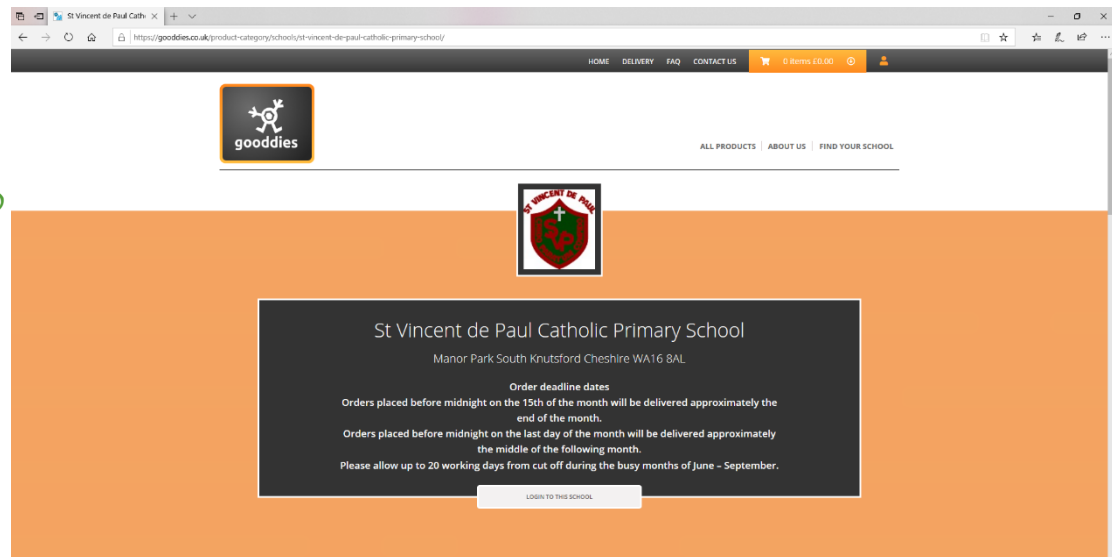 St Vincent de Paul Cath
https://gooddies.co.uk/product-category/schools/st-vincent-de-paul-catholic-primary-school/
HOME DELIVERY FAQ CONTACT US 0 items £0.00
gooddies
ALL PRODUCTS ABOUT US FIND YOUR SCHOOL
ST VINCENT DE PAUL
SVP
St Vincent de Paul Catholic Primary School
Manor Park South Knutsford Cheshire WA16 8AL
Order deadline dates
Orders placed before midnight on the 15th of the month will be delivered approximately the
end of the month.
Orders placed before midnight on the last day of the month will be delivered approximately
the middle of the following month.
Please allow up to 20 working days from cut off during the busy months of June – September.
LOGIN TO THIS SCHOOL